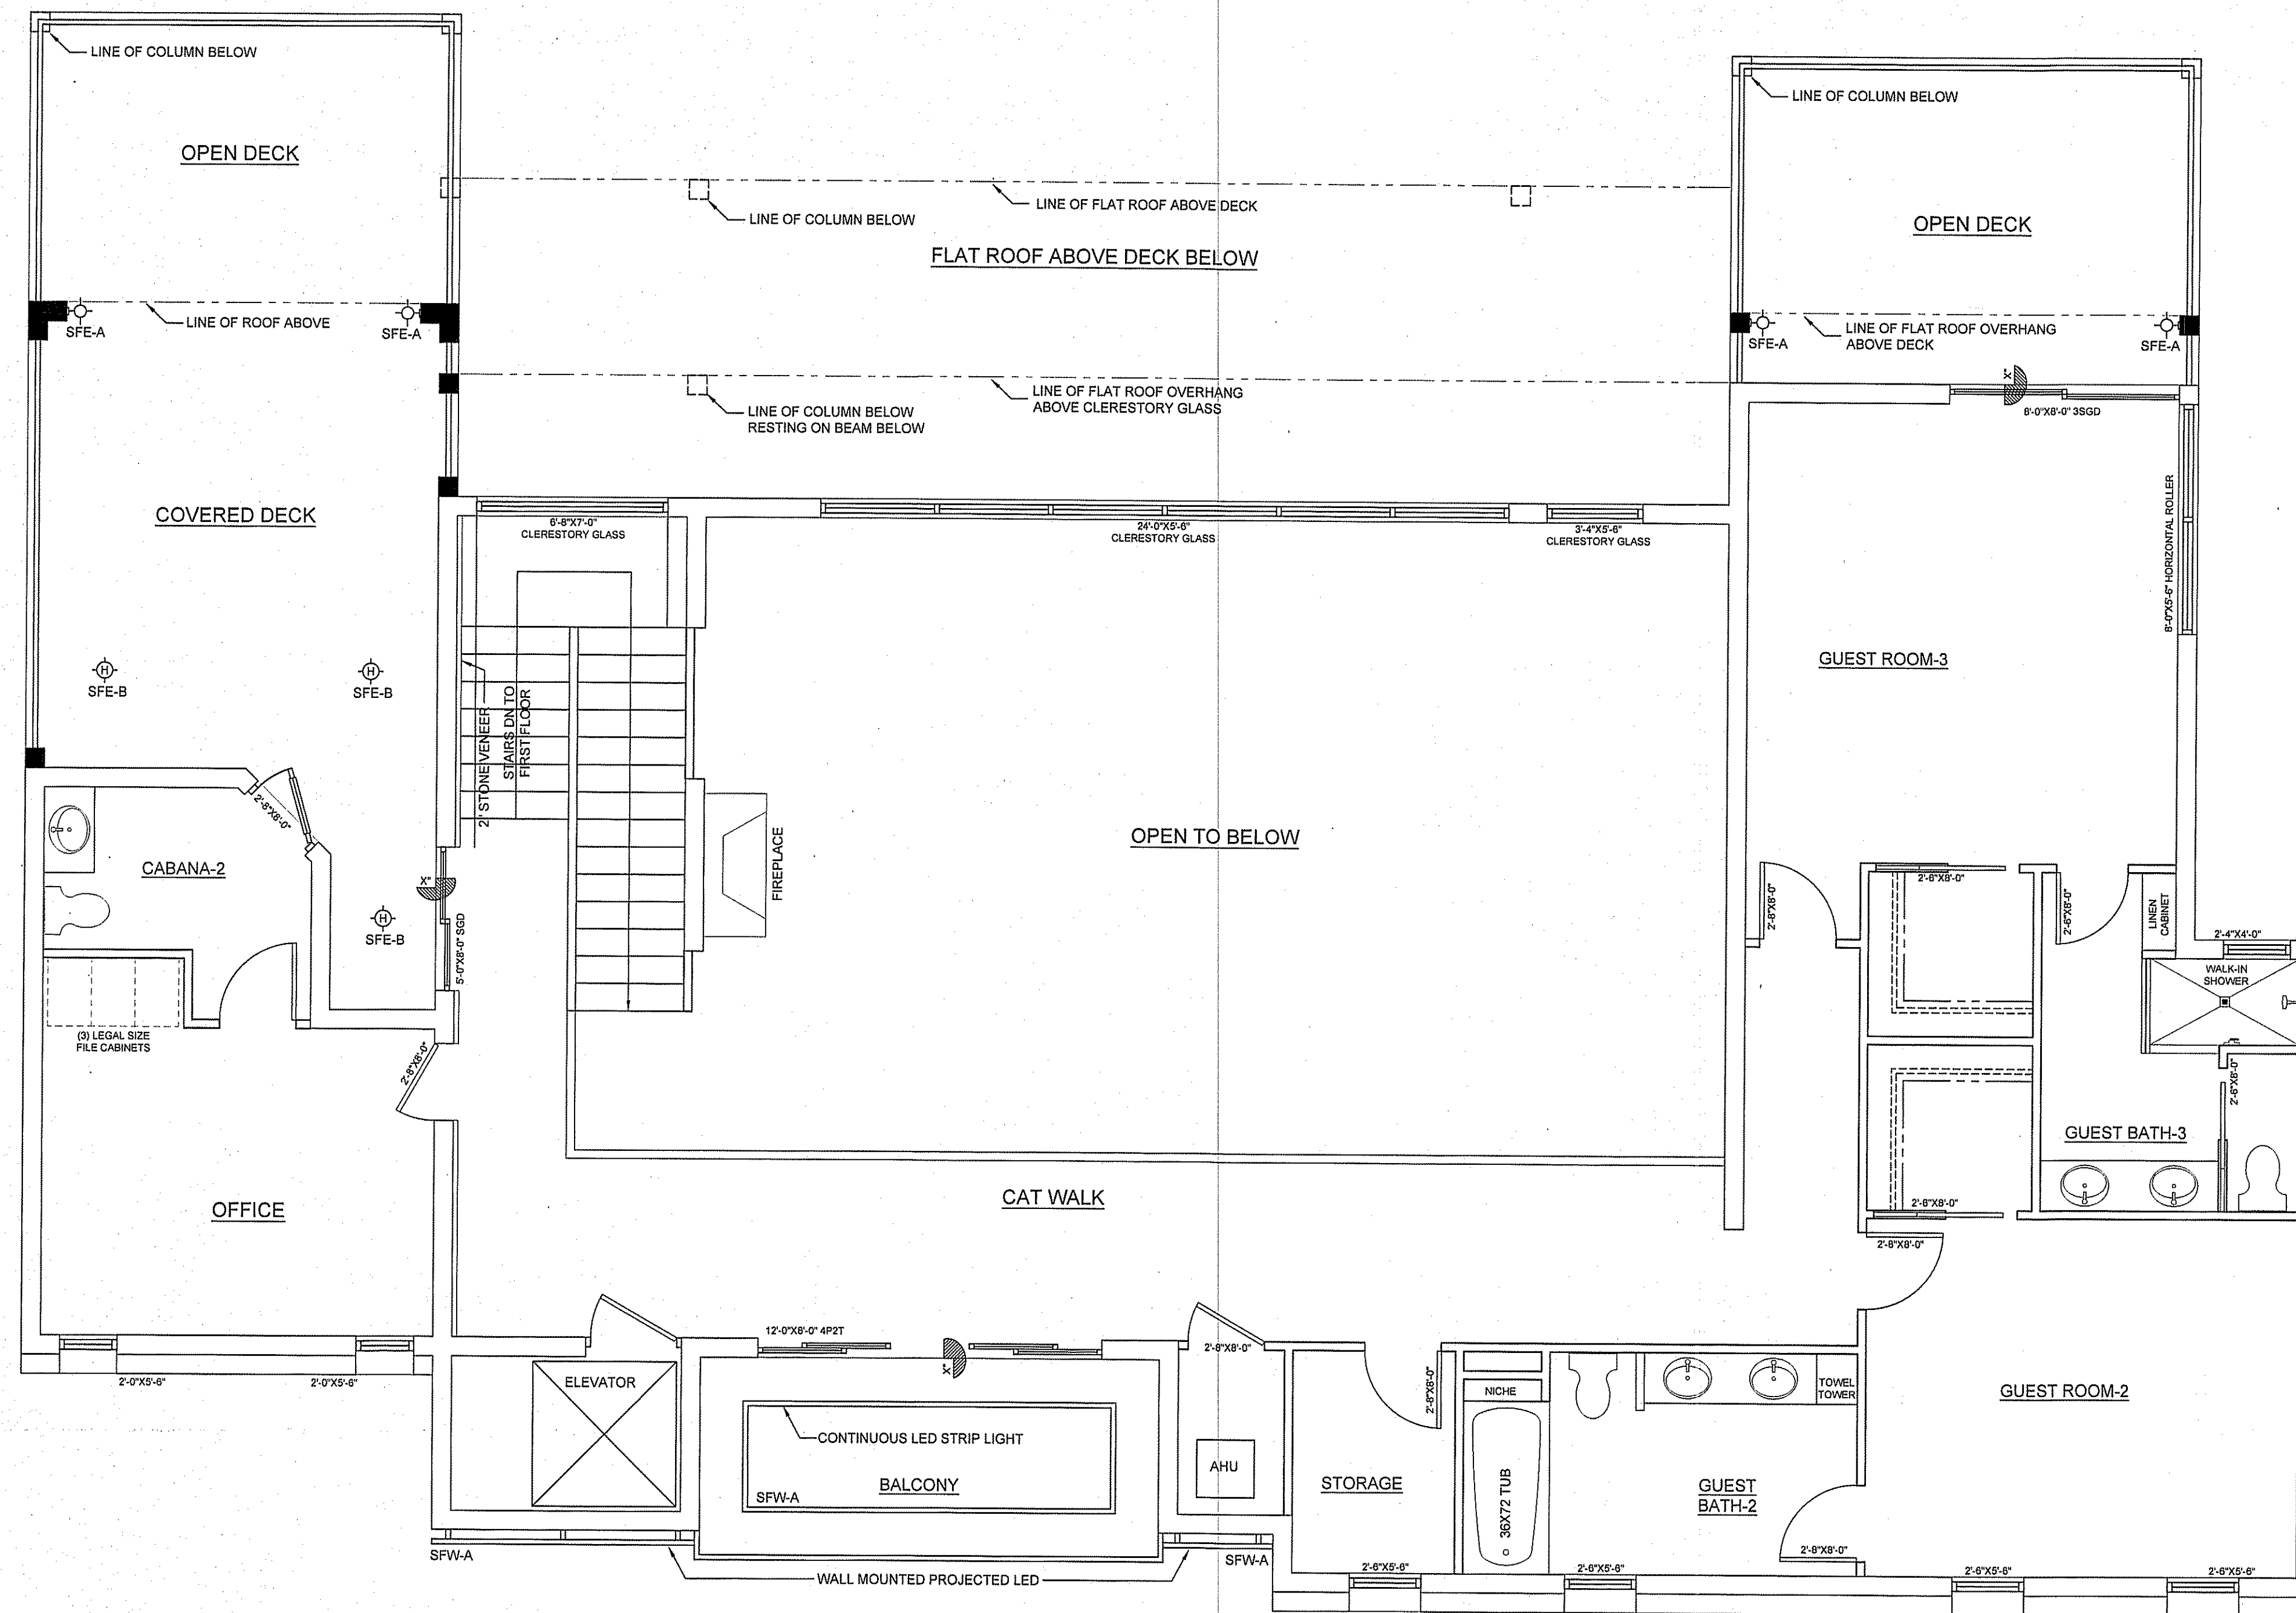 LINE OF COLUMN BELOW
OPEN DECK
LINE OF COLUMN BELOW
LINE OF COLUMN BELOW
LINE OF FLAT ROOF ABOVE DECK
OPEN DECK
FLAT ROOF ABOVE DECK BELOW
LINE OF ROOF ABOVE
SFE-A
SFE-A
LINE OF FLAT ROOF OVERHANG
ABOVE DECK
SFE-A
SFE-A
LINE OF FLAT ROOF OVERHANG
ABOVE CLERESTORY GLASS
LINE OF COLUMN BELOW
RESTING ON BEAM BELOW
X"
6'-0"X8'-0" 3SGD
COVERED DECK
6'-8"X7'-0"
CLERESTORY GLASS
24'-0"X5'-6"
CLERESTORY GLASS
3'-4"X5'-6"
CLERESTORY GLASS
8'-0"X5'-6" HORIZONTAL ROLLER
GUEST ROOM-3
H
SFE-B
H
SFE-B
2" STONE VENEER
STAIRS DN TO
FIRST FLOOR
2'-8"X8'-0"
FIREPLACE
OPEN TO BELOW
CABANA-2
X"
H
SFE-B
5'-0"X8'-0" SGD
2'-8"X8'-0"
2'-6"X8'-0"
2'-6"X8'-0"
LINEN
CABINET
2'-4"X4'-0"
WALK-IN
SHOWER
(3) LEGAL SIZE
FILE CABINETS
2'-8"X8'-0"
2'-6"X8'-0"
GUEST BATH-3
OFFICE
CAT WALK
2'-6"X8'-0"
2'-8"X8'-0"
12'-0"X8'-0" 4P2T
X"
2'-8"X8'-0"
2'-0"X5'-6"
2'-0"X5'-6"
ELEVATOR
2'-8"X8'-0"
NICHE
TOWEL
TOWER
GUEST ROOM-2
CONTINUOUS LED STRIP LIGHT
AHU
BALCONY
SFW-A
STORAGE
36X72 TUB
GUEST
BATH-2
2'-8"X8'-0"
SFW-A
SFW-A
WALL MOUNTED PROJECTED LED
2'-6"X5'-6"
2'-6"X5'-6"
2'-6"X5'-6"
2'-6"X5'-6"